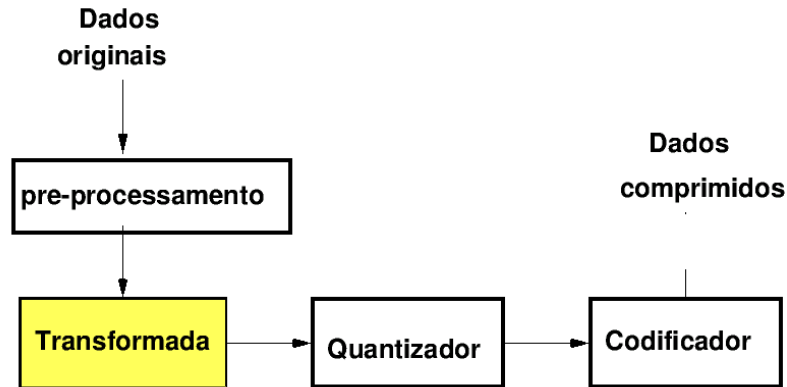 Dados
originais
pre-processamento
Transformada
Quantizador
Codificador
Dados
comprimidos